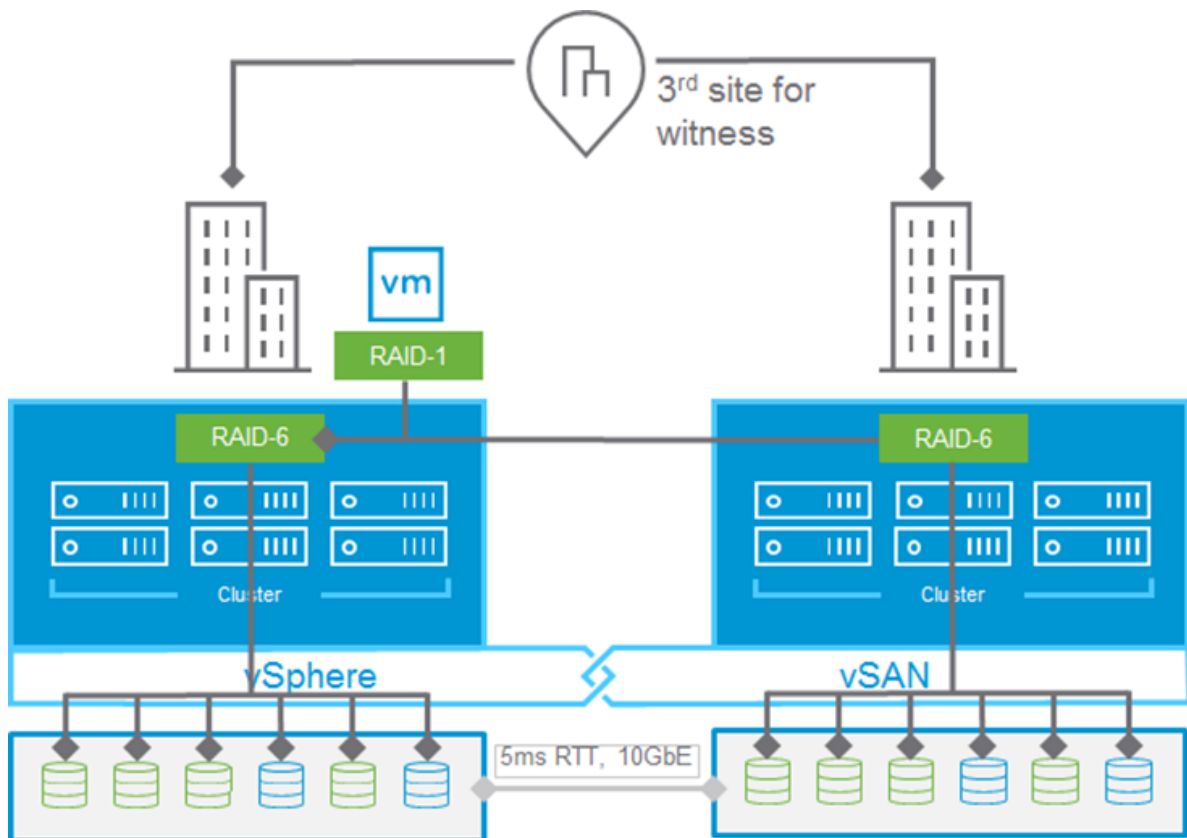 3rd site for
witness
vm
RAID-1
RAID-6
RAID-6
Cluster
Cluster
vSphere
vSAN
5ms RTT, 10GbE